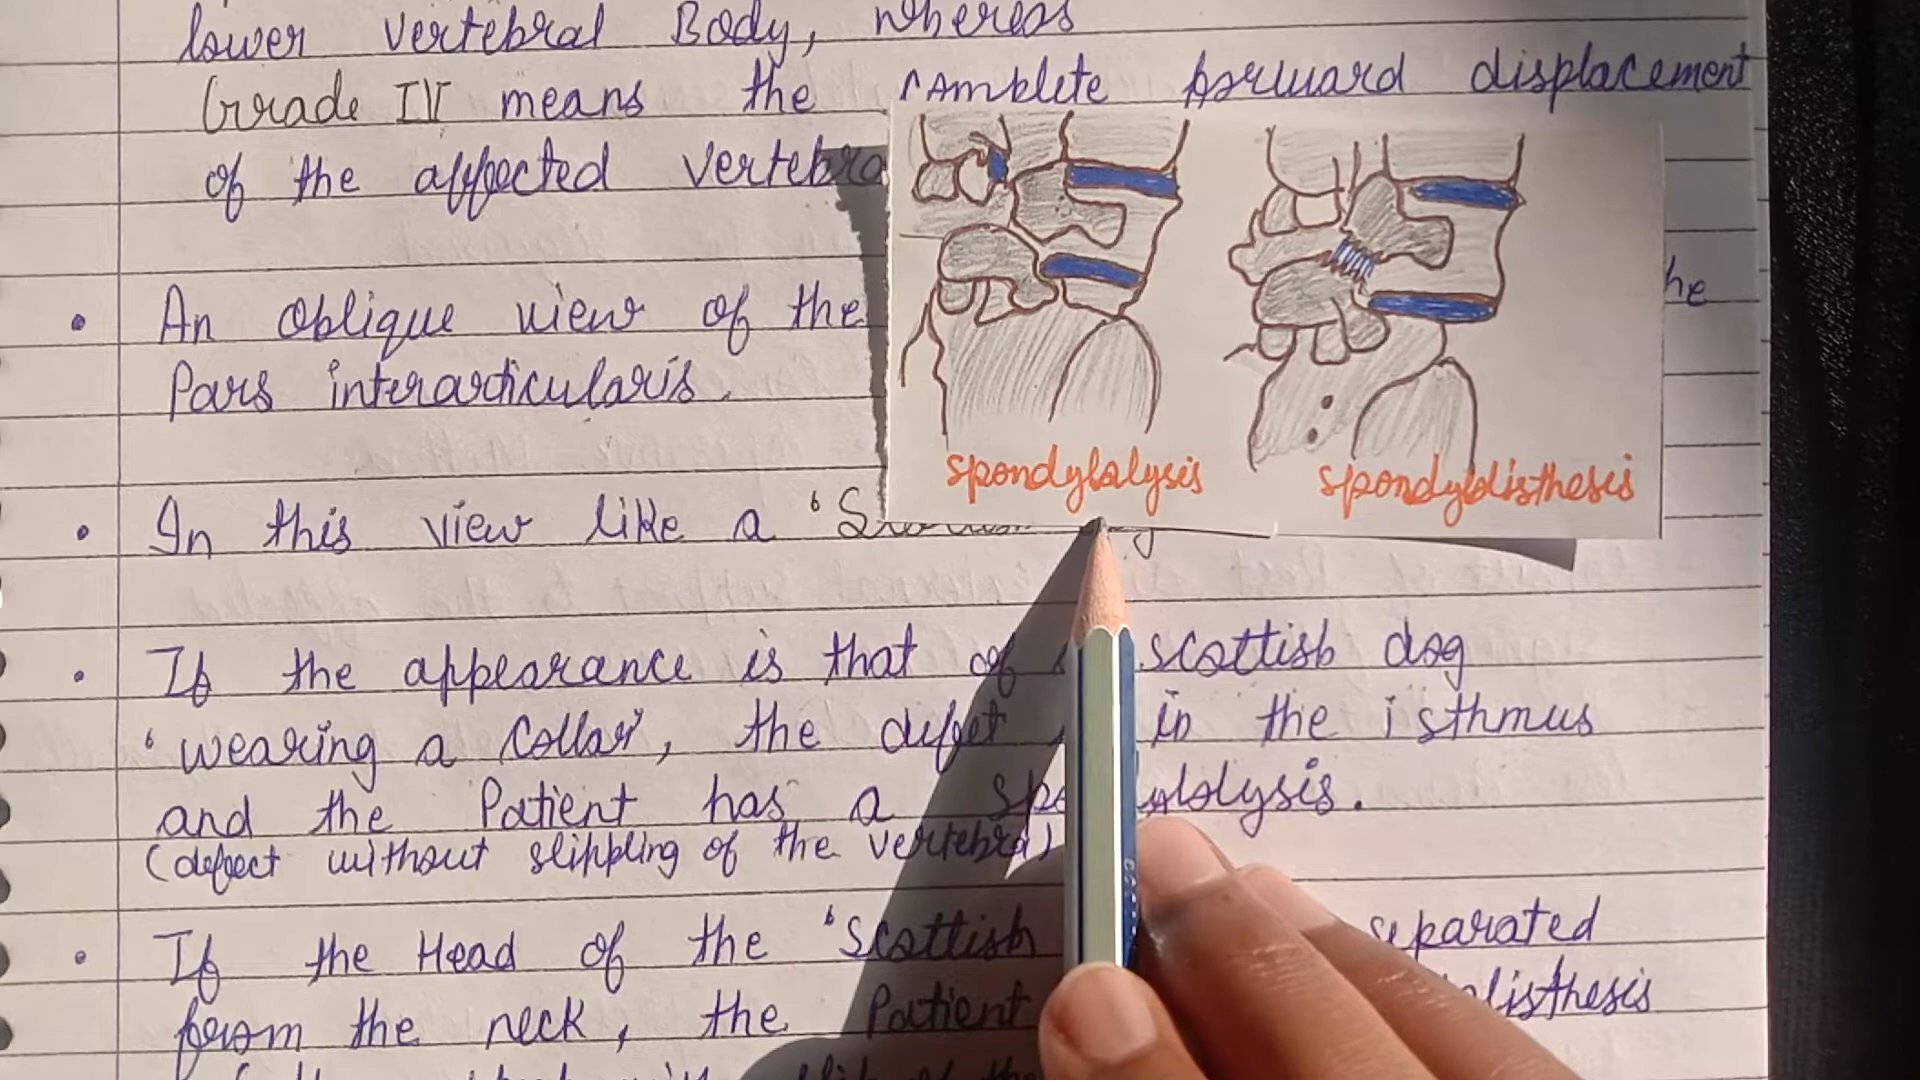 lower vertebral Body, whereas
Grade IV means the complete forward displacement
of the affected vertebra
An oblique view of the he
Pars interarticularis.
spondylolysis spondylolisthesis
In this view like a '
If the appearance is that of scottish dog
'wearing a collar', the defect in the isthmus
and the Patient has a
(defect without slippling of the vertebra)
If the Head of the 'Scottish separated
from the neck, the Patient listhesis